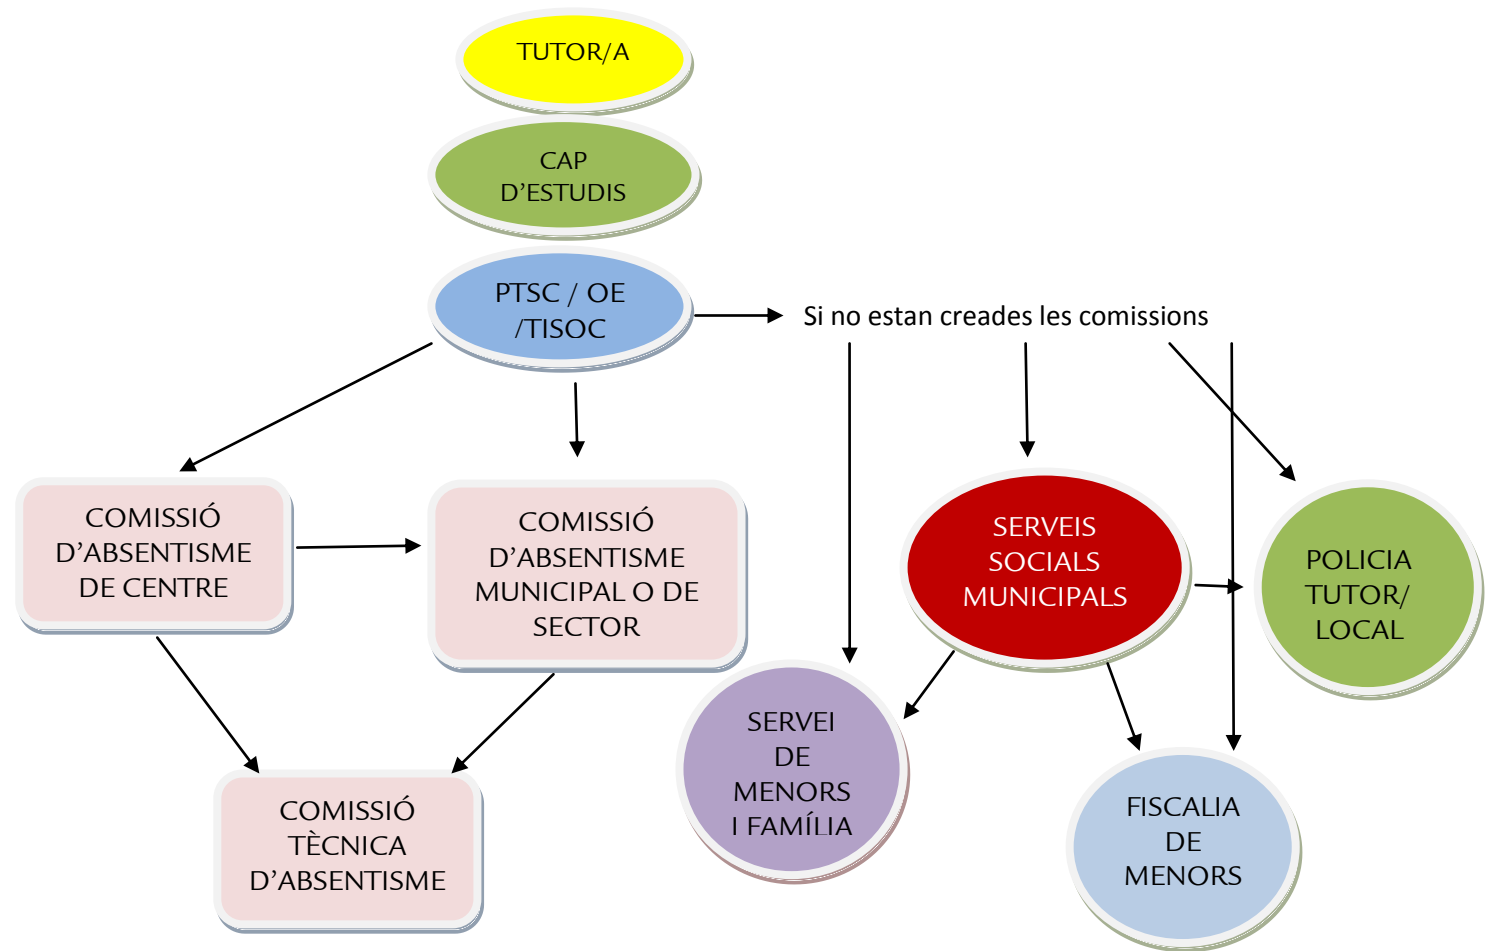 TUTOR/A
CAP
D’ESTUDIS
PTSC / OE
/TISOC
Si no estan creades les comissions
COMISSIÓ
D’ABSENTISME
DE CENTRE
COMISSIÓ
D’ABSENTISME
MUNICIPAL O DE
SECTOR
SERVEIS
SOCIALS
MUNICIPALS
POLICIA
TUTOR/
LOCAL
SERVEI
DE
MENORS
I FAMÍLIA
COMISSIÓ
TÈCNICA
D’ABSENTISME
FISCALIA
DE
MENORS